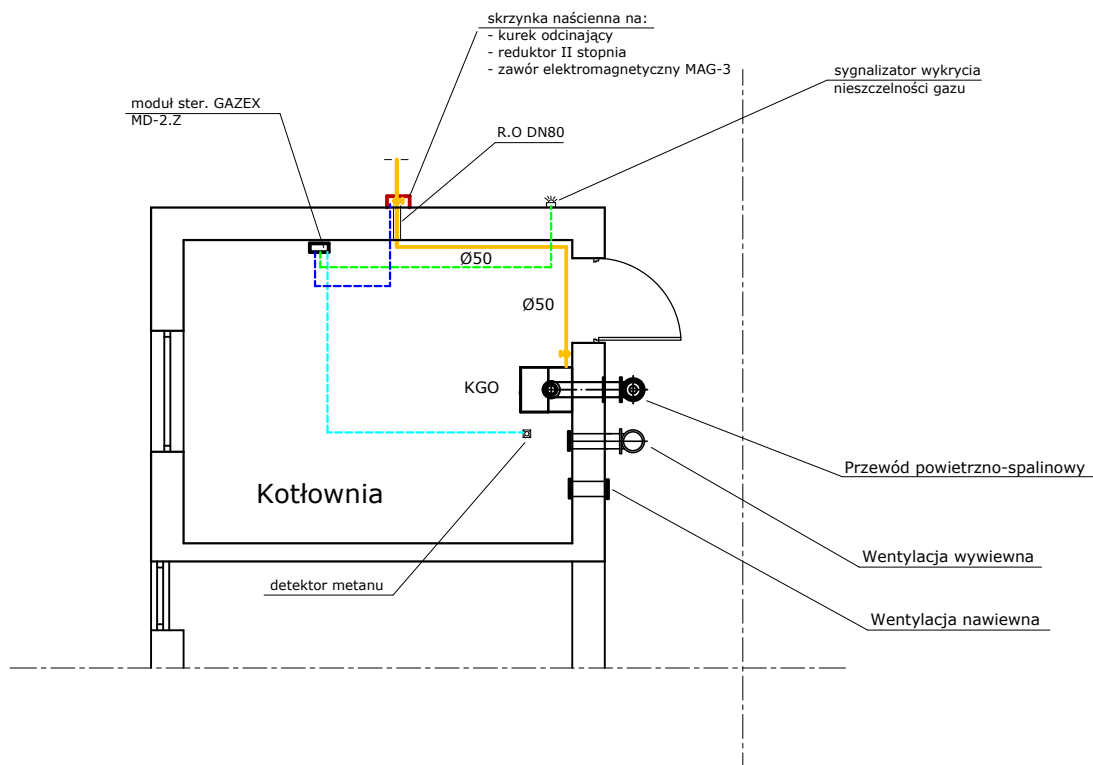 skrzynka naścienna na:
- kurek odcinający
- reduktor II stopnia
- zawór elektromagnetyczny MAG-3
sygnalizator wykrycia
nieszczelności gazu
moduł ster. GAZEX
MD-2.Z
R.O DN80
Ø50
Ø50
KGO
Przewód powietrzno-spalinowy
Kotłownia
Wentylacja wywiewna
detektor metanu
Wentylacja nawiewna